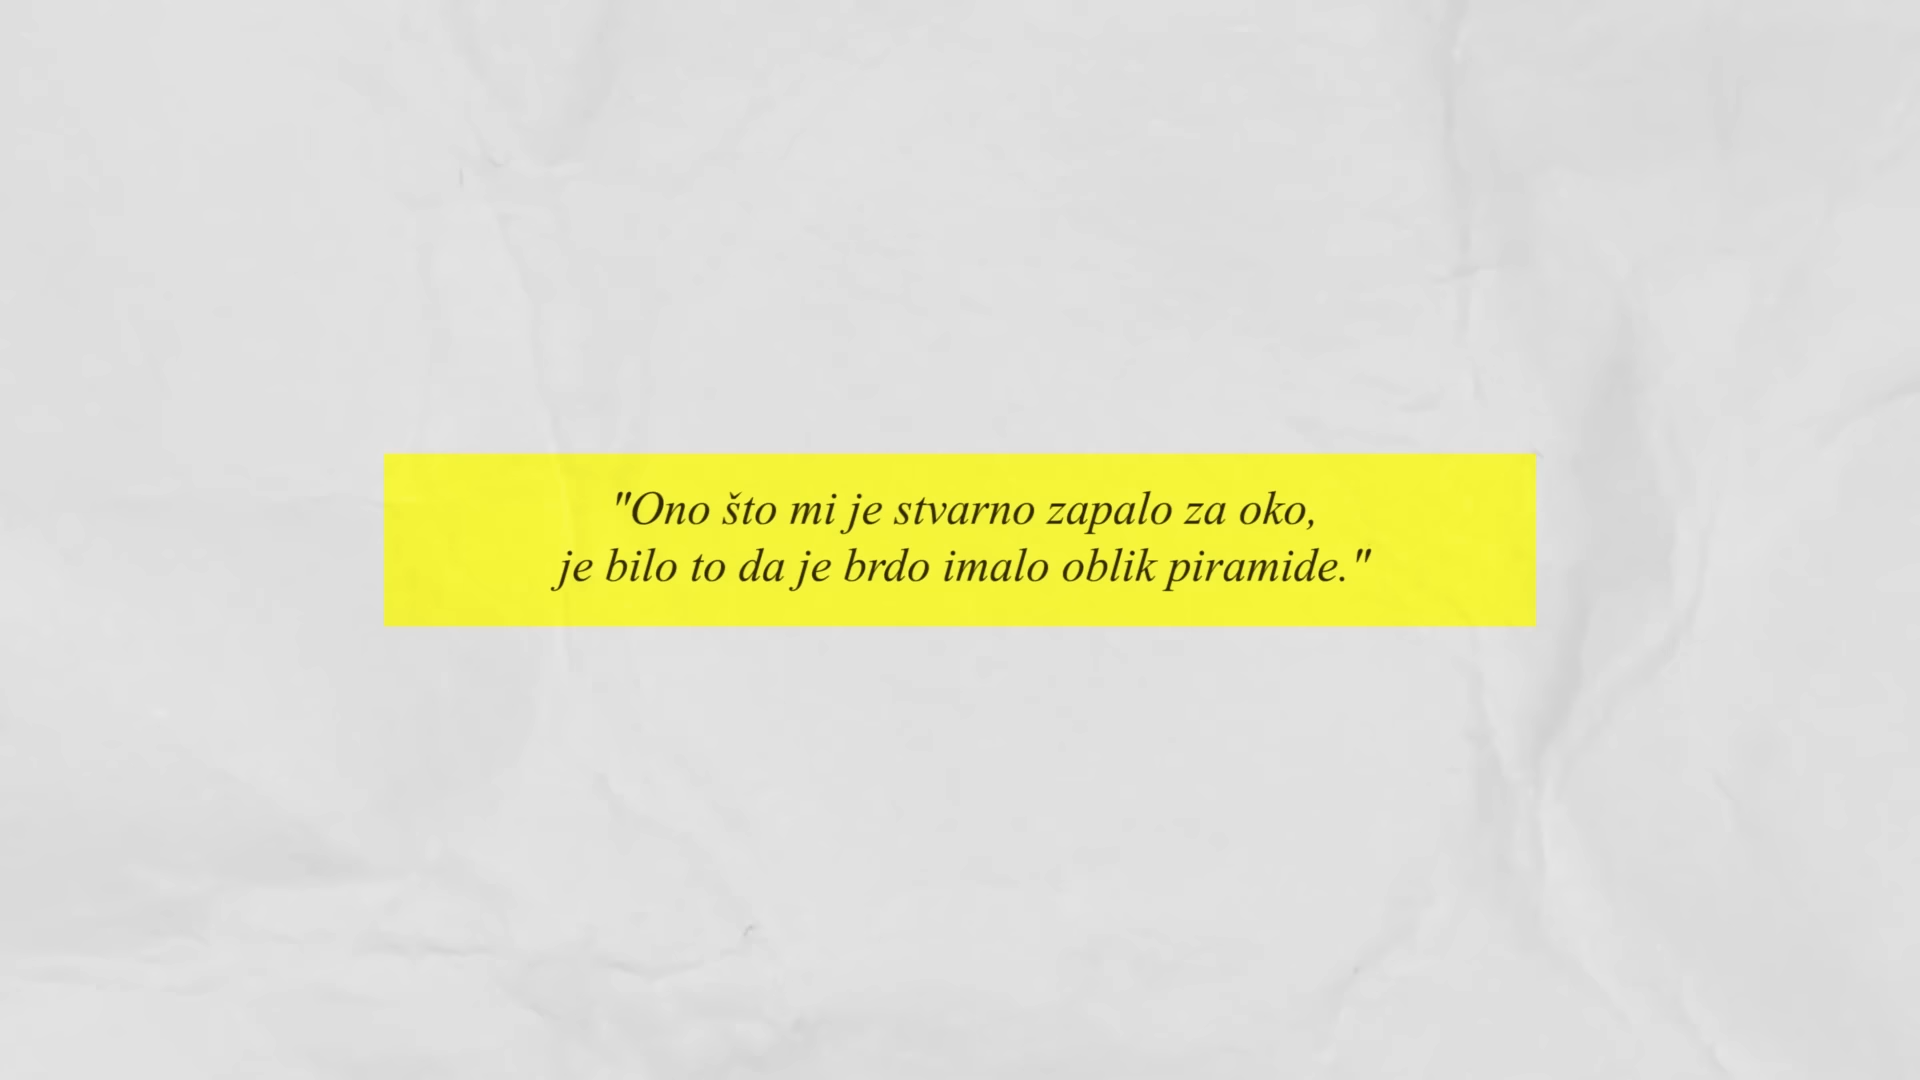 "Ono što mi je stvarno zapalo za oko,
je bilo to da je brdo imalo oblik piramide."